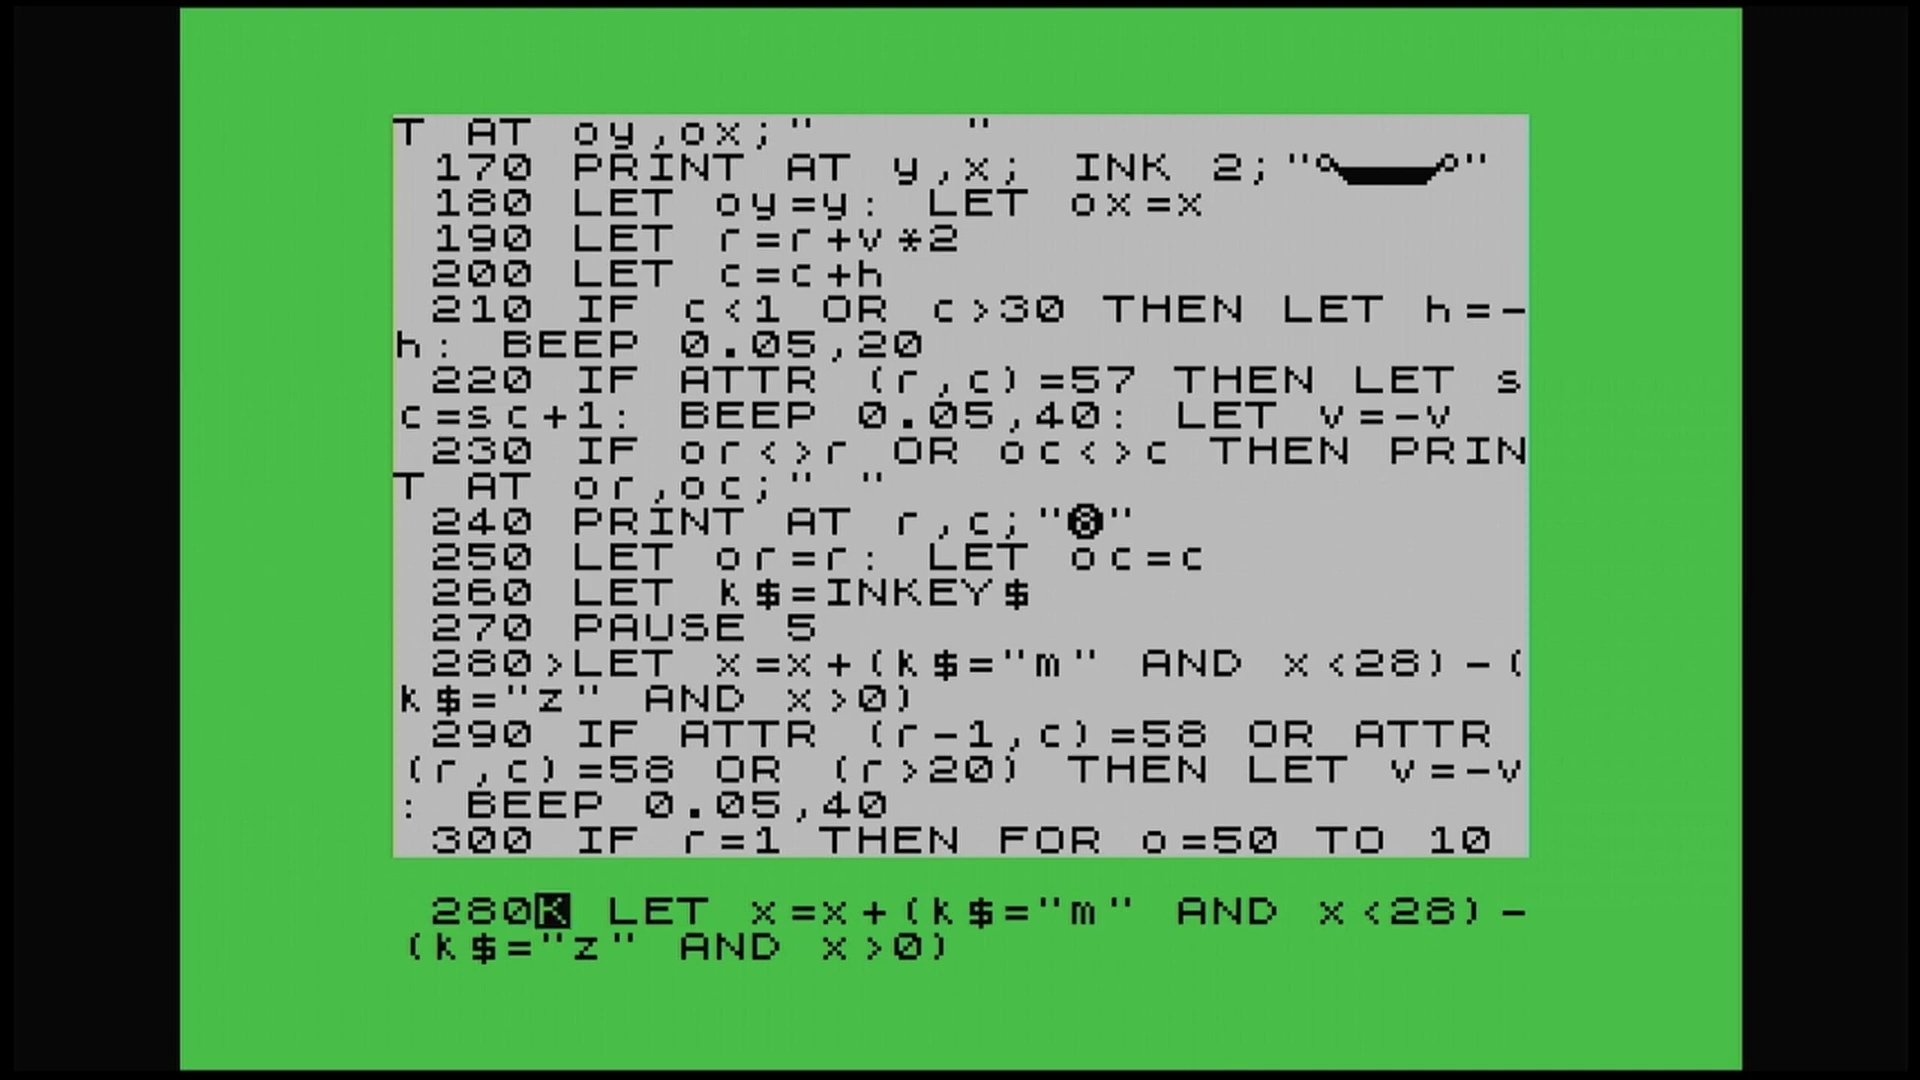 T AT oy,ox;"    "
170 PRINT AT y,x; INK 2;"    "
180 LET oy=y: LET ox=x
190 LET r=r+v*2
200 LET c=c+h
210 IF c<1 OR c>30 THEN LET h=-
h: BEEP 0.05,20
220 IF ATTR (r,c)=57 THEN LET s
c=sc+1: BEEP 0.05,40: LET v=-v
230 IF or<>r OR oc<>c THEN PRIN
T AT or,oc;" "
240 PRINT AT r,c;" "
250 LET or=r: LET oc=c
260 LET k$=INKEY$
270 PAUSE 5
280>LET x=x+(k$="m" AND x<28)-(
k$="z" AND x>0)
290 IF ATTR (r-1,c)=58 OR ATTR
(r,c)=58 OR (r>20) THEN LET v=-v
: BEEP 0.05,40
300 IF r=1 THEN FOR o=50 TO 10
280K LET x=x+(k$="m" AND x<28)-
(k$="z" AND x>0)